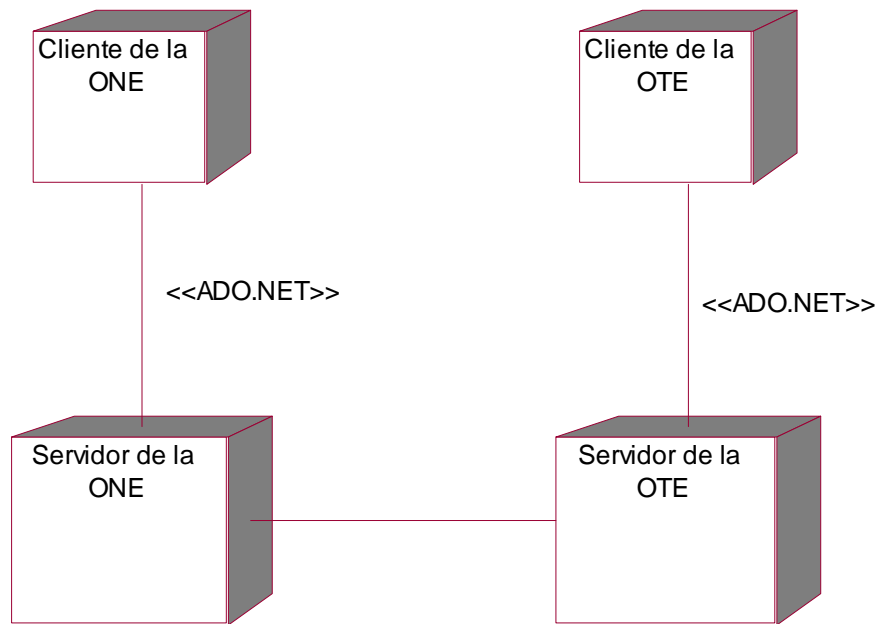 Cliente de la
ONE
Cliente de la
OTE
<<ADO.NET>>
<<ADO.NET>>
Servidor de la
ONE
Servidor de la
OTE